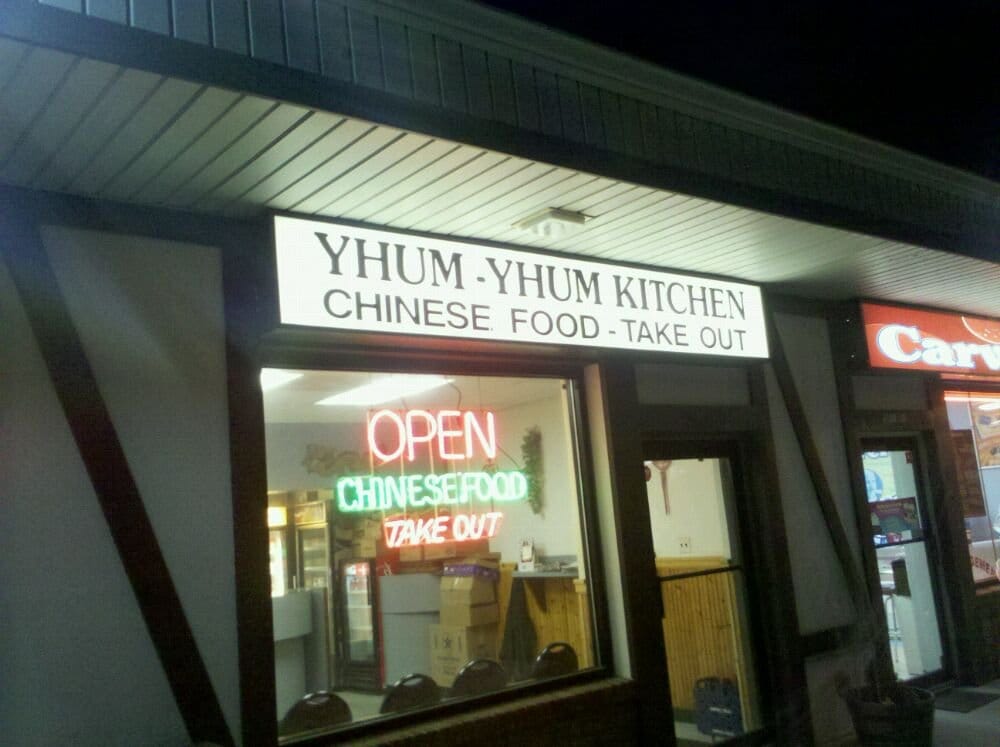 YHUM-YHUM KITCHEN
CHINESE FOOD - TAKE OUT
OPEN
CHINESE FOOD
TAKE OUT
Carv